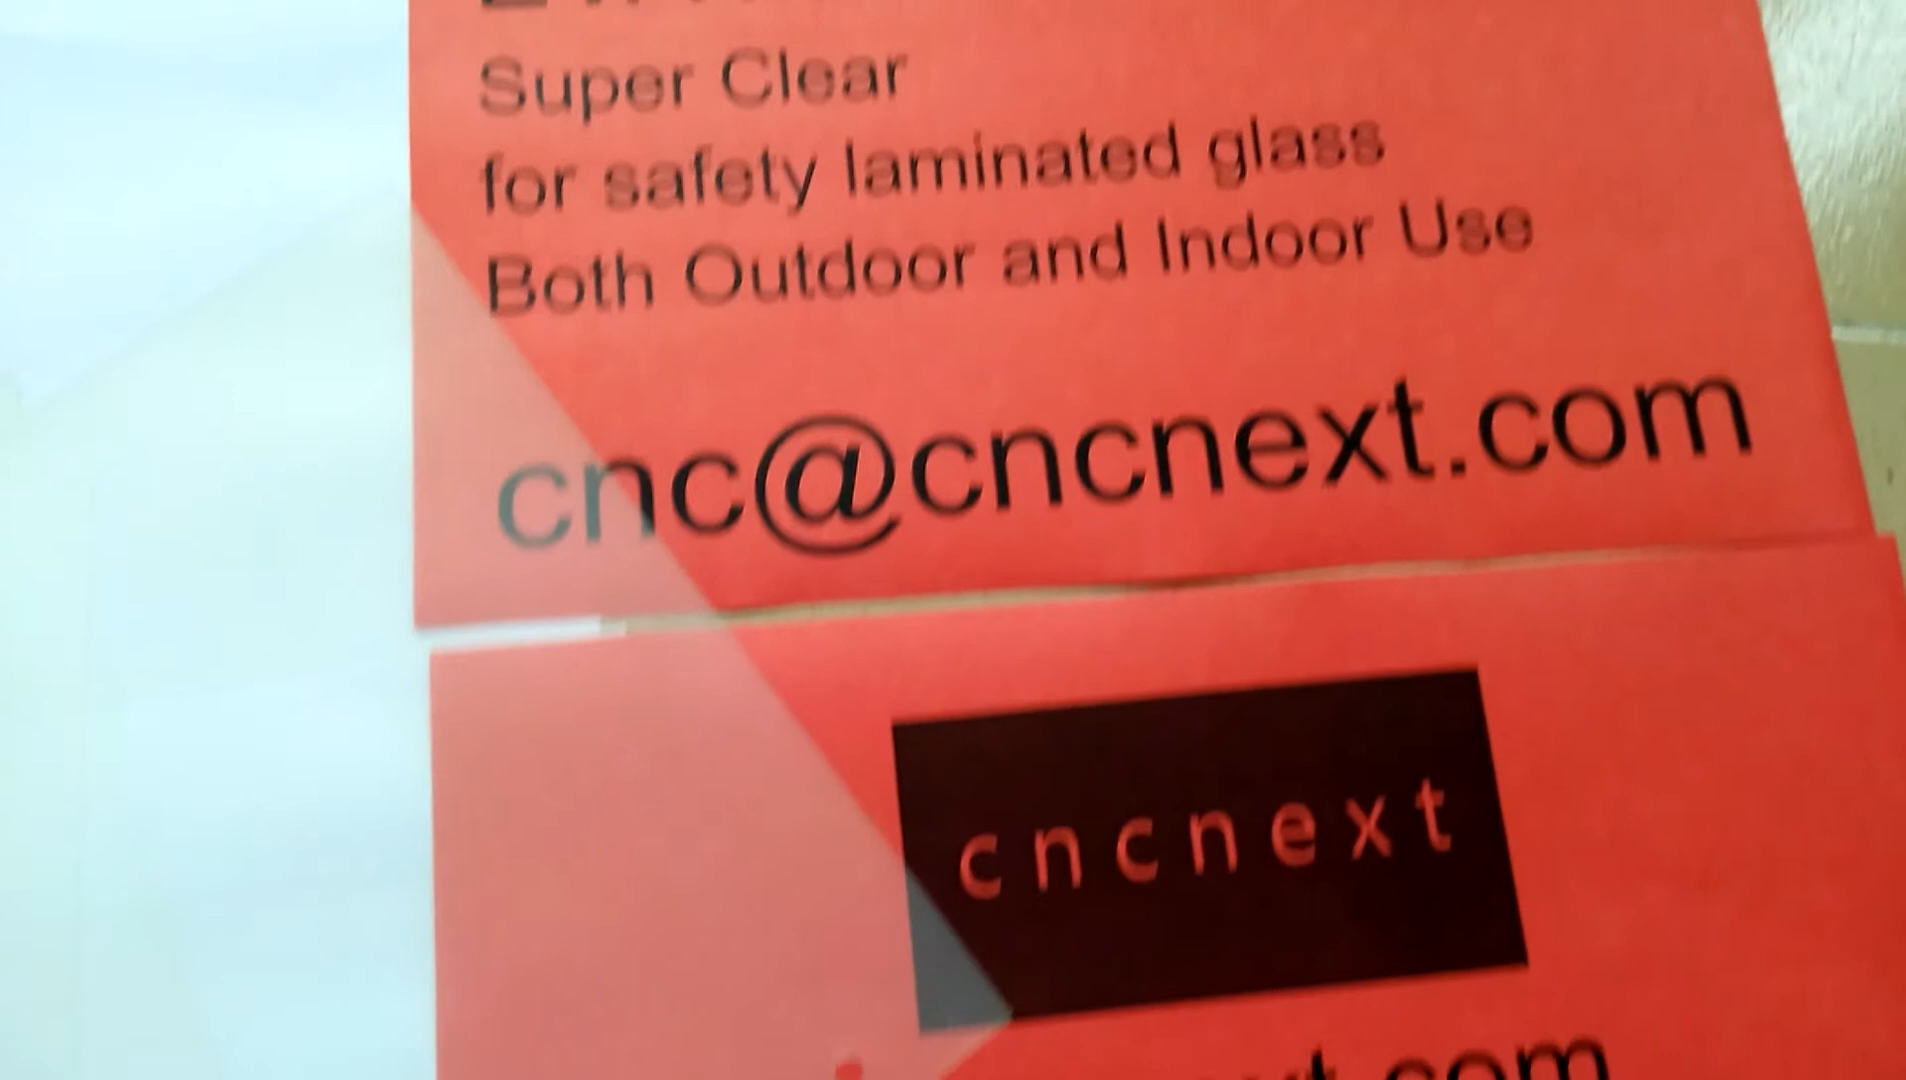 Super Clear
for safety laminated glass
Both Outdoor and Indoor Use
cnc@cncnext.com
cncnext